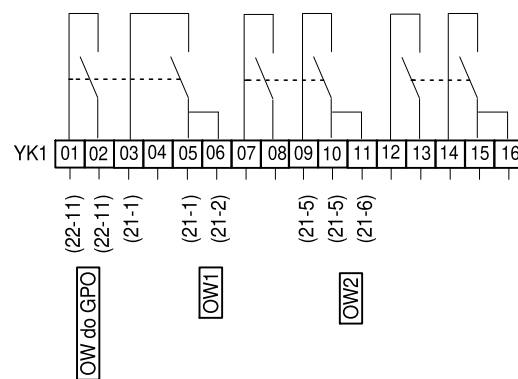 YK1 01 02 03 04 05 06 07 08 09 10 11 12 13 14 15 16
(22-11) (22-11) (21-1) (21-1) (21-2) (21-5) (21-5) (21-6)
OW do GPO OW1 OW2